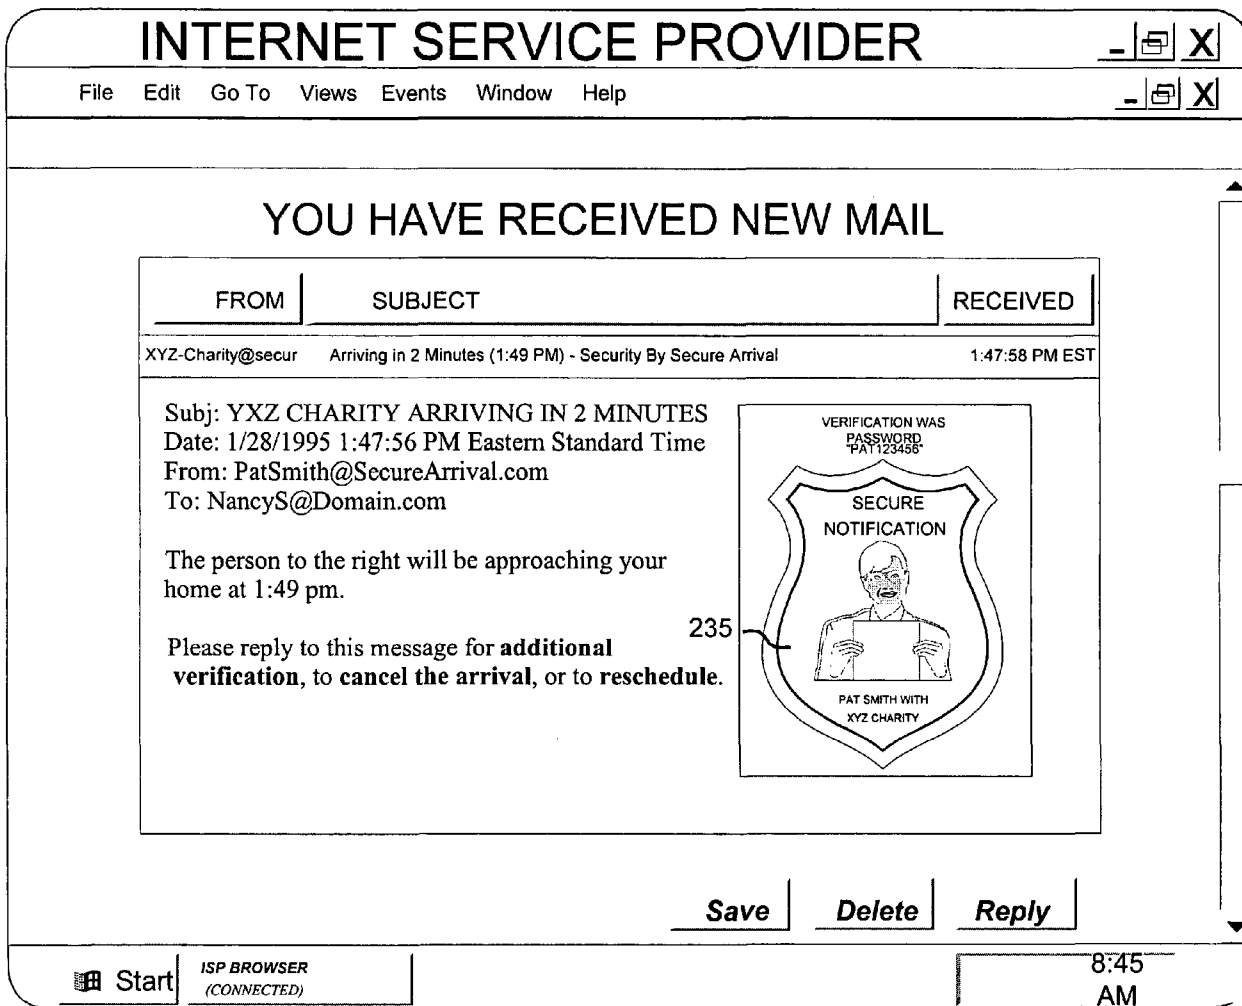 INTERNET SERVICE PROVIDER
File Edit Go To Views Events Window Help
YOU HAVE RECEIVED NEW MAIL
FROM SUBJECT RECEIVED
XYZ-Charity@secur Arriving in 2 Minutes (1:49 PM) - Security By Secure Arrival 1:47:58 PM EST
Subj: YXZ CHARITY ARRIVING IN 2 MINUTES
Date: 1/28/1995 1:47:56 PM Eastern Standard Time
From: PatSmith@SecureArrival.com
To: NancyS@Domain.com
The person to the right will be approaching your
home at 1:49 pm.
Please reply to this message for additional
verification, to cancel the arrival, or to reschedule.
VERIFICATION WAS
PASSWORD
"PAT123456"
SECURE
NOTIFICATION
235
PAT SMITH WITH
XYZ CHARITY
Save Delete Reply
Start ISP BROWSER
(CONNECTED)
8:45
AM